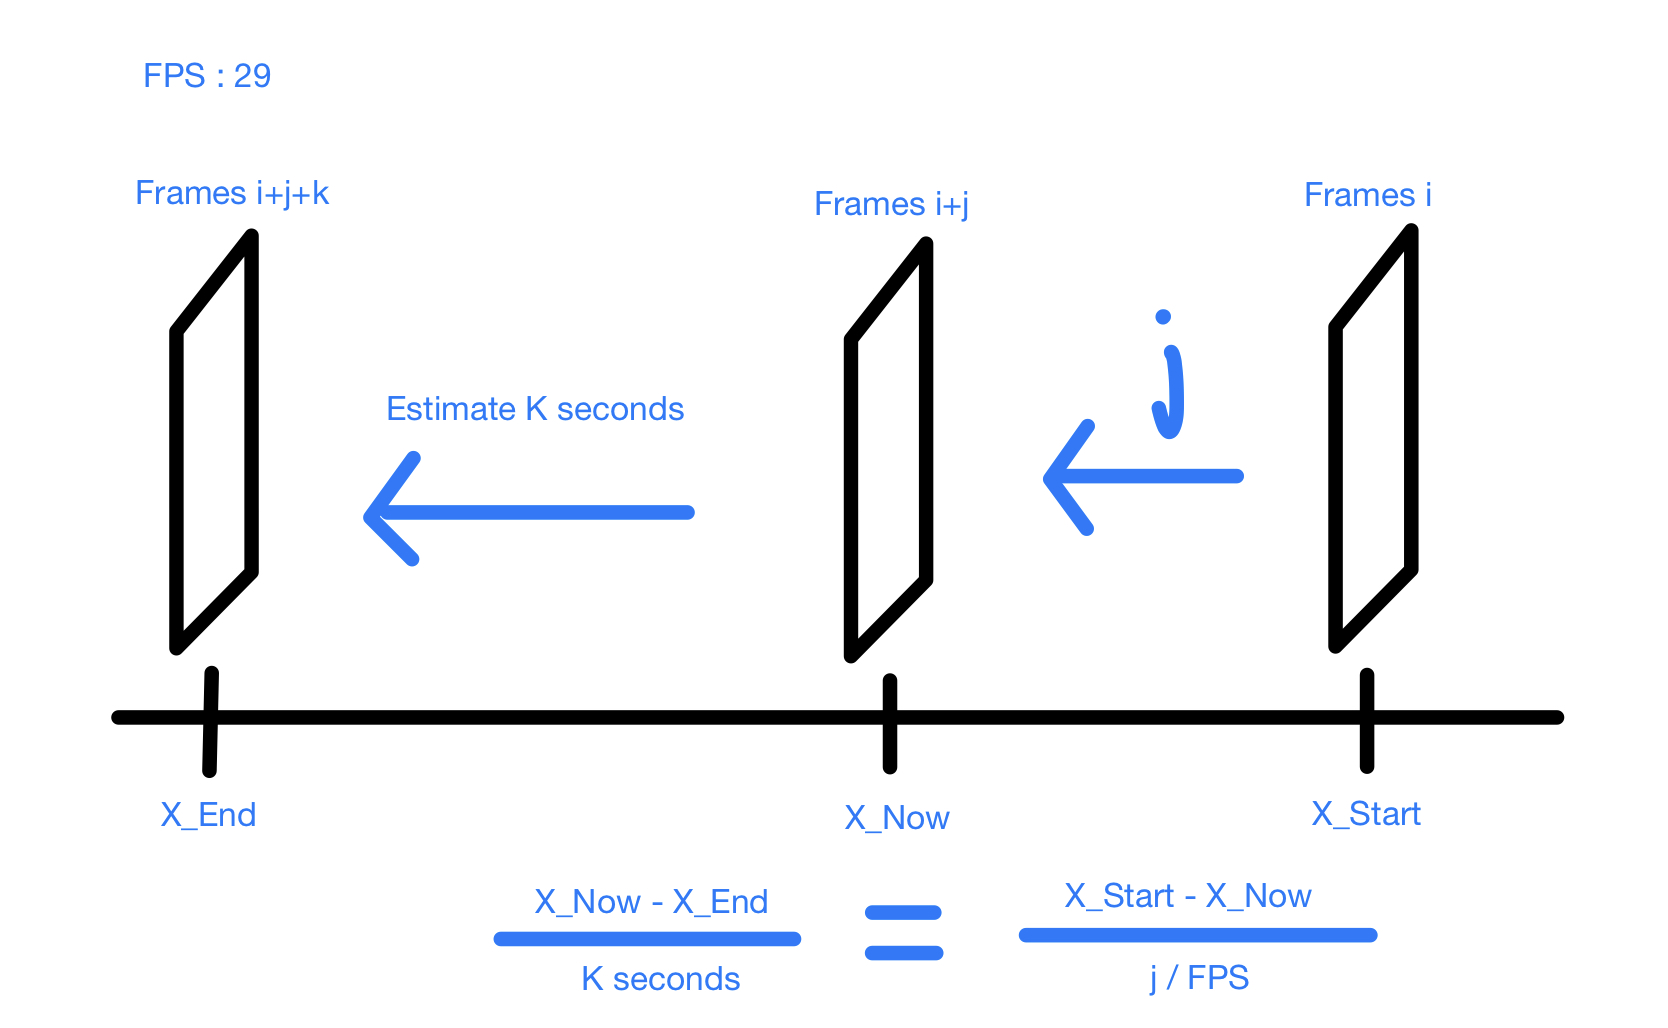 FPS : 29
Frames i+j+k
Frames i+j
Frames i
j
Estimate K seconds
X_End
X_Now
X_Start
X_Now - X_End
K seconds
=
X_Start - X_Now
j / FPS